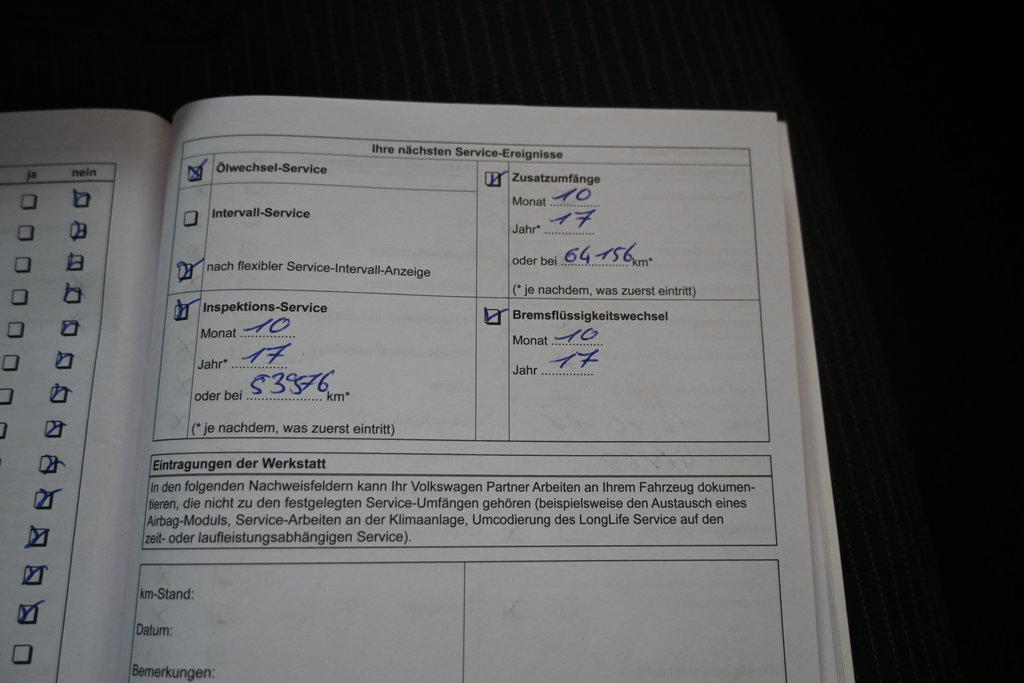 ja nein
Ihre nächsten Service-Ereignisse
Ölwechsel-Service
Intervall-Service
nach flexibler Service-Intervall-Anzeige
Zusatzumfänge
Monat 10
Jahr* 17
oder bei 64156 km*
(* je nachdem, was zuerst eintritt)
Inspektions-Service
Monat 10
Jahr* 17
oder bei 53976 km*
(* je nachdem, was zuerst eintritt)
Bremsflüssigkeitswechsel
Monat 10
Jahr 17
Eintragungen der Werkstatt
In den folgenden Nachweisfeldern kann Ihr Volkswagen Partner Arbeiten an Ihrem Fahrzeug dokumen-
tieren, die nicht zu den festgelegten Service-Umfängen gehören (beispielsweise den Austausch eines
Airbag-Moduls, Service-Arbeiten an der Klimaanlage, Umcodierung des LongLife Service auf den
zeit- oder laufleistungsabhängigen Service).
km-Stand:
Datum:
Bemerkungen: